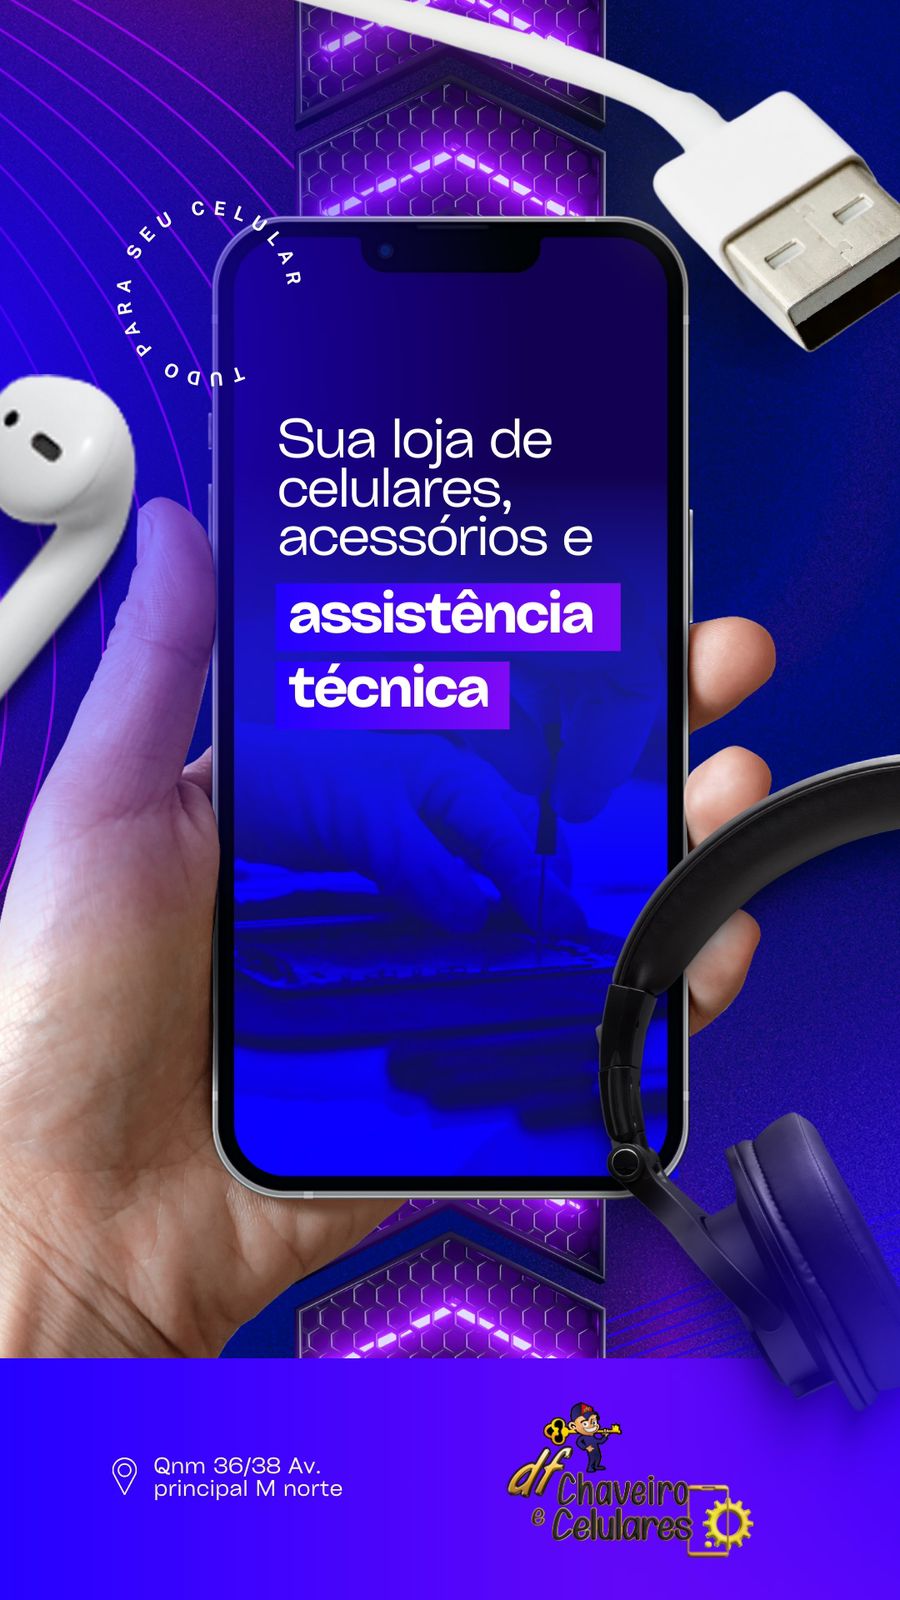 TUDO PARA SEU CELULAR
Sua loja de
celulares,
acessórios e
assistência
técnica
Qnm 36/38 Av.
principal M norte
df
Chaveiro
e Celulares